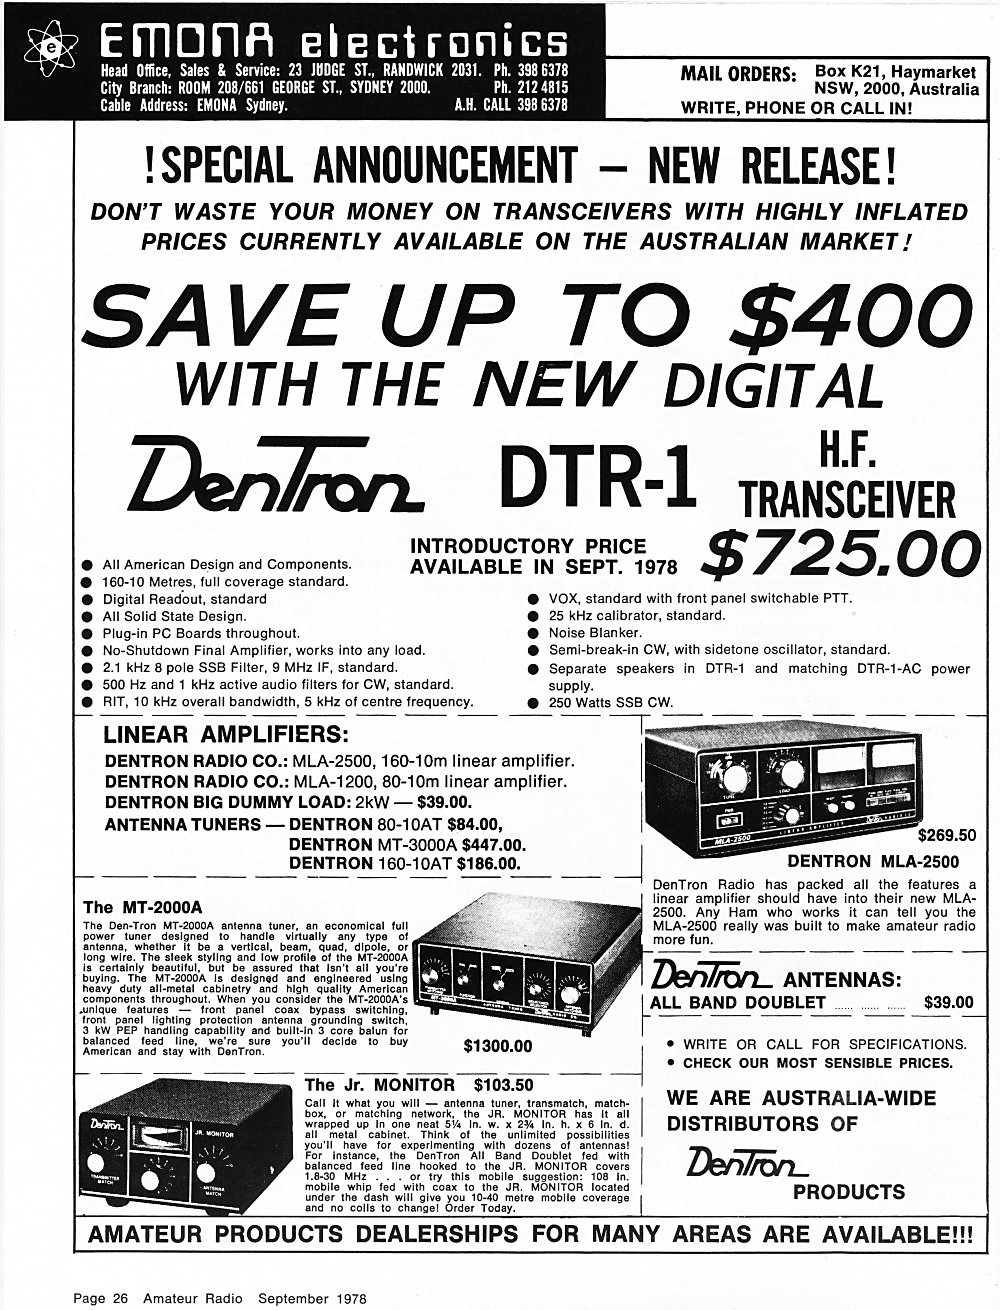 e
EMONA electronics
Head Office, Sales & Service: 23 JUDGE ST., RANDWICK 2031. Ph. 398 6378
City Branch: ROOM 208/661 GEORGE ST., SYDNEY 2000. Ph. 212 4815
Cable Address: EMONA Sydney. A.H. CALL 398 6378
MAIL ORDERS: Box K21, Haymarket
NSW, 2000, Australia
WRITE, PHONE OR CALL IN!
!SPECIAL ANNOUNCEMENT — NEW RELEASE!
DON'T WASTE YOUR MONEY ON TRANSCEIVERS WITH HIGHLY INFLATED
PRICES CURRENTLY AVAILABLE ON THE AUSTRALIAN MARKET!
SAVE UP TO $400
WITH THE NEW DIGITAL
DenTron DTR-1 H.F.
TRANSCEIVER
INTRODUCTORY PRICE
AVAILABLE IN SEPT. 1978 $725.00
● All American Design and Components.
● 160-10 Metres, full coverage standard.
● Digital Readout, standard
● All Solid State Design.
● Plug-in PC Boards throughout.
● No-Shutdown Final Amplifier, works into any load.
● 2.1 kHz 8 pole SSB Filter, 9 MHz IF, standard.
● 500 Hz and 1 kHz active audio filters for CW, standard.
● RIT, 10 kHz overall bandwidth, 5 kHz of centre frequency.
● VOX, standard with front panel switchable PTT.
● 25 kHz calibrator, standard.
● Noise Blanker.
● Semi-break-in CW, with sidetone oscillator, standard.
● Separate speakers in DTR-1 and matching DTR-1-AC power
supply.
● 250 Watts SSB CW.
LINEAR AMPLIFIERS:
DENTRON RADIO CO.: MLA-2500, 160-10m linear amplifier.
DENTRON RADIO CO.: MLA-1200, 80-10m linear amplifier.
DENTRON BIG DUMMY LOAD: 2kW — $39.00.
ANTENNA TUNERS — DENTRON 80-10AT $84.00,
DENTRON MT-3000A $447.00.
DENTRON 160-10AT $186.00.
TUNE
LOAD
MLA-2500
LINEAR AMPLIFIER
$269.50
DENTRON MLA-2500
DenTron Radio has packed all the features a
linear amplifier should have into their new MLA-
2500. Any Ham who works it can tell you the
MLA-2500 really was built to make amateur radio
more fun.
The MT-2000A
The Den-Tron MT-2000A antenna tuner, an economical full
power tuner designed to handle virtually any type of
antenna, whether it be a vertical, beam, quad, dipole, or
long wire. The sleek styling and low profile of the MT-2000A
is certainly beautiful, but be assured that isn't all you're
buying. The MT-2000A is designed and engineered using
heavy duty all-metal cabinetry and high quality American
components throughout. When you consider the MT-2000A's
unique features — front panel coax bypass switching,
front panel lighting protection antenna grounding switch,
3 kW PEP handling capability and built-in 3 core balun for
balanced feed line, we're sure you'll decide to buy
American and stay with DenTron.
$1300.00
DenTron ANTENNAS:
ALL BAND DOUBLET ...... ...... ...... $39.00
● WRITE OR CALL FOR SPECIFICATIONS.
● CHECK OUR MOST SENSIBLE PRICES.
WE ARE AUSTRALIA-WIDE
DISTRIBUTORS OF
DenTron
PRODUCTS
DenTron
JR. MONITOR
TRANSMITTER
MATCH
ANTENNA
MATCH
The Jr. MONITOR $103.50
Call it what you will — antenna tuner, transmatch, match-
box, or matching network, the JR. MONITOR has it all
wrapped up in one neat 5¼ in. w. x 2¾ in. h. x 6 in. d.
all metal cabinet. Think of the unlimited possibilities
you'll have for experimenting with dozens of antennas!
For instance, the DenTron All Band Doublet fed with
balanced feed line hooked to the JR. MONITOR covers
1.8-30 MHz . . . or try this mobile suggestion: 108 in.
mobile whip fed with coax to the JR. MONITOR located
under the dash will give you 10-40 metre mobile coverage
and no coils to change! Order Today.
AMATEUR PRODUCTS DEALERSHIPS FOR MANY AREAS ARE AVAILABLE!!!
Page 26 Amateur Radio September 1978